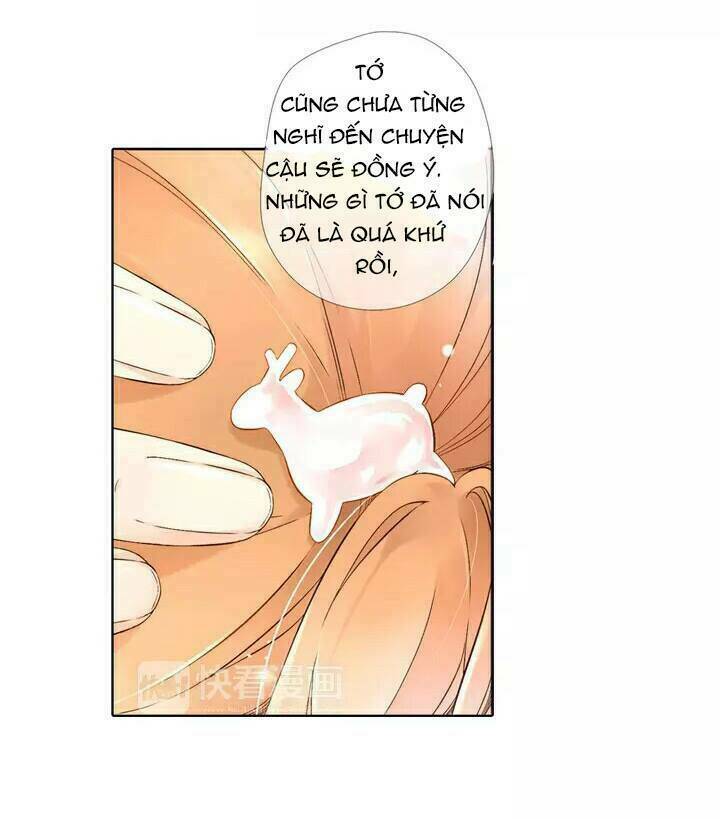 TỚ
CŨNG CHƯA TỪNG
NGHĨ ĐẾN CHUYỆN
CẬU SẼ ĐỒNG Ý.
NHỮNG GÌ TỚ ĐÃ NÓI
ĐÃ LÀ QUÁ KHỨ
RỒI,
快看漫画